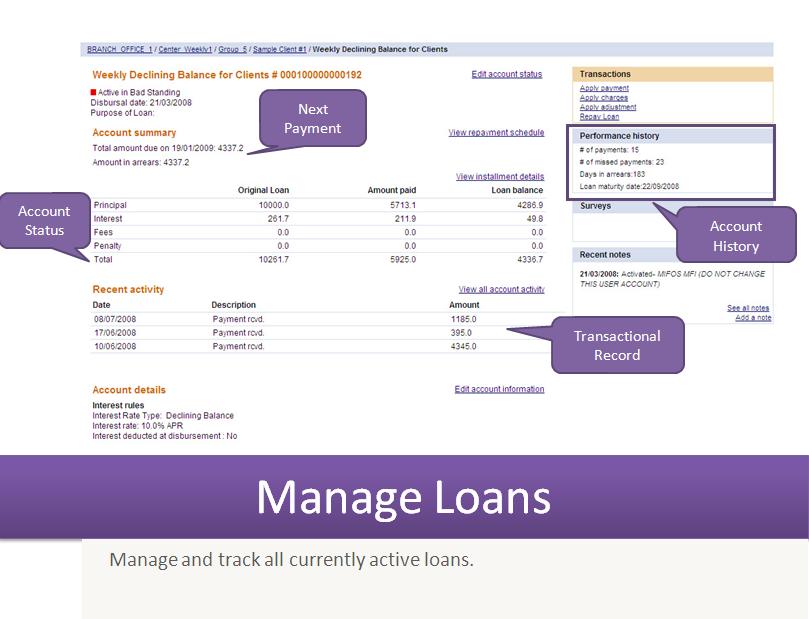 BRANCH_OFFICE_1 / Center_Weekly1 / Group_5 / Sample Client #1 / Weekly Declining Balance for Clients
Weekly Declining Balance for Clients # 000100000000192
Edit account status
Active in Bad Standing
Disbursal date: 21/03/2008
Purpose of Loan:
Next
Payment
Account summary
View repayment schedule
Total amount due on 19/01/2009: 4337.2
Amount in arrears: 4337.2
View installment details
Original Loan Amount paid Loan balance
Principal 10000.0 5713.1 4286.9
Interest 261.7 211.9 49.8
Fees 0.0 0.0 0.0
Penalty 0.0 0.0 0.0
Total 10261.7 5925.0 4336.7
Account
Status
Recent activity
View all account activity
Date Description Amount
08/07/2008 Payment rcvd. 1185.0
17/06/2008 Payment rcvd. 395.0
10/06/2008 Payment rcvd. 4345.0
Transactional
Record
Account details
Edit account information
Interest rules
Interest Rate Type: Declining Balance
Interest rate: 10.0% APR
Interest deducted at disbursement : No
Transactions
Apply payment
Apply charges
Apply adjustment
Repay Loan
Performance history
# of payments: 15
# of missed payments: 23
Days in arrears:183
Loan maturity date:22/09/2008
Surveys
Account
History
Recent notes
21/03/2008: Activated- MIFOS MFI (DO NOT CHANGE
THIS USER ACCOUNT)
See all notes
Add a note
Manage Loans
Manage and track all currently active loans.